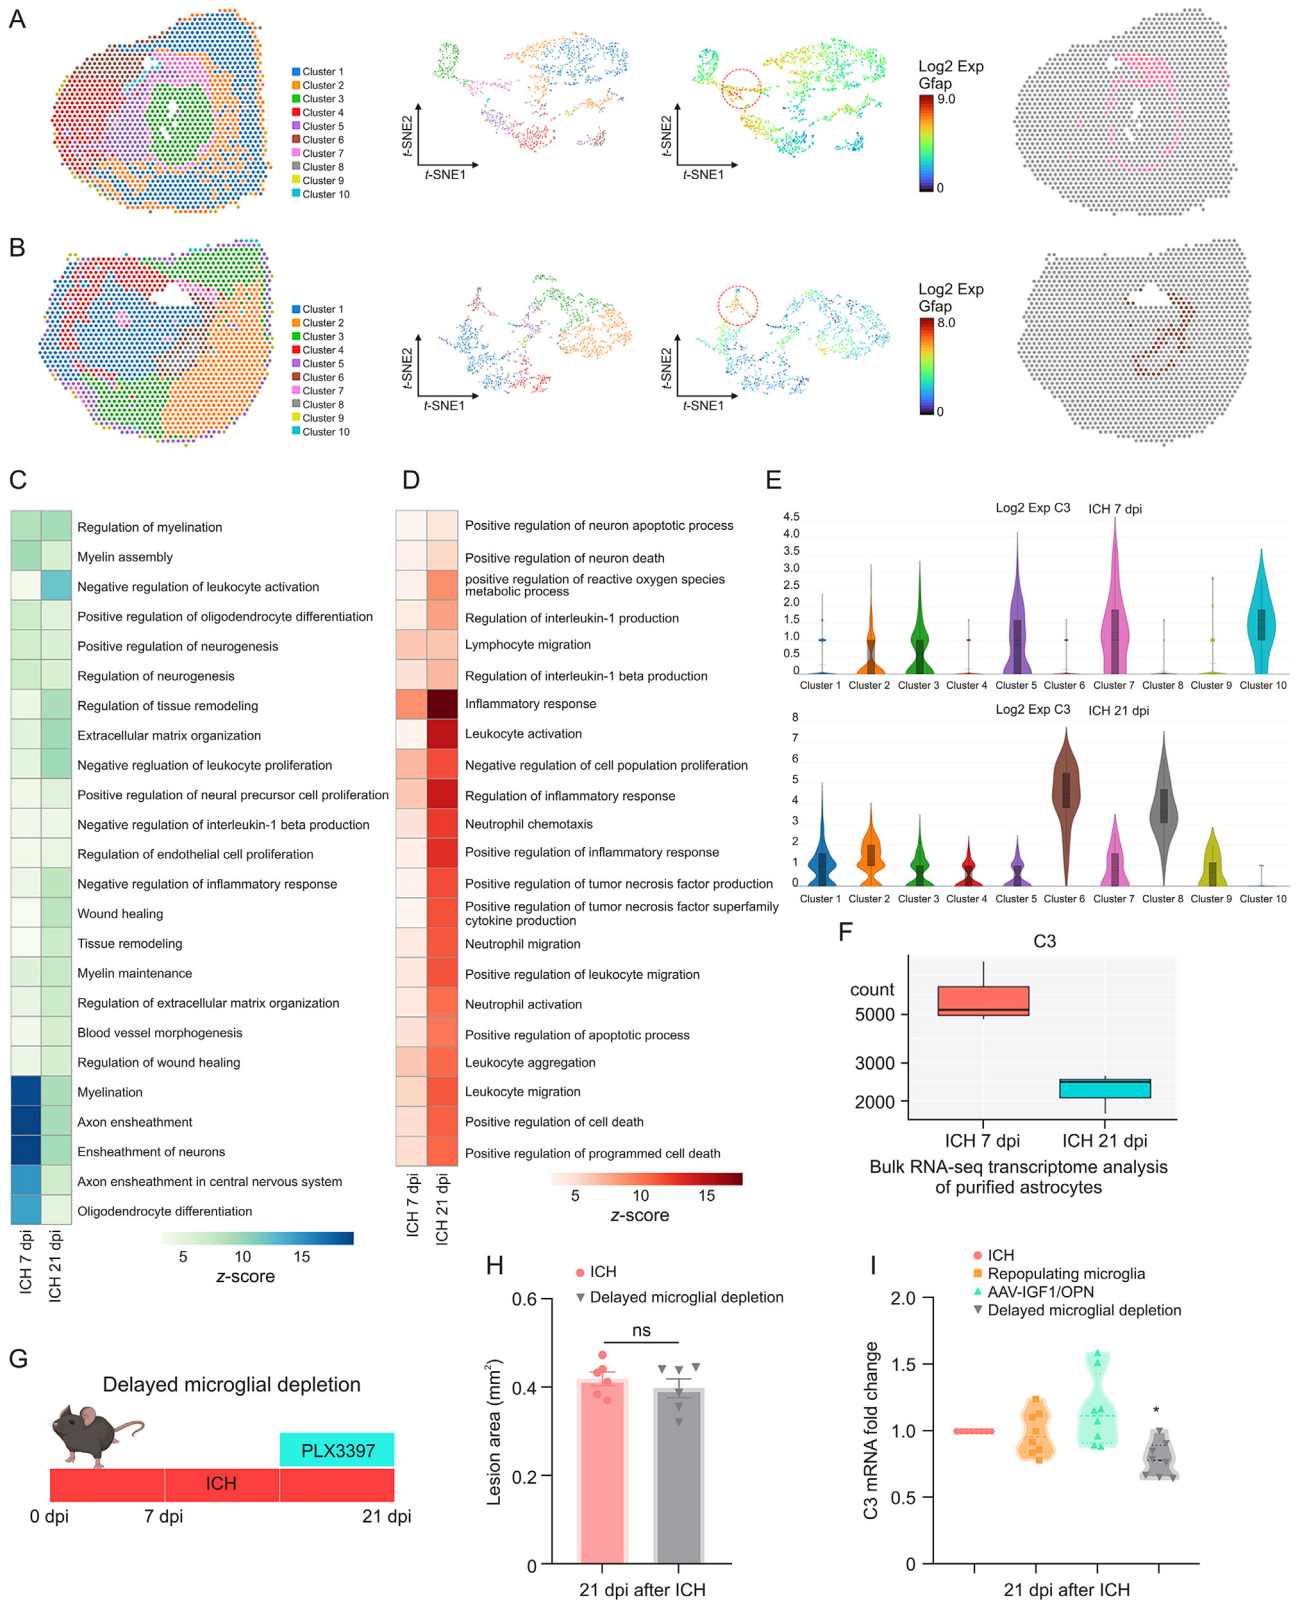 A
Cluster 1
Cluster 2
Cluster 3
Cluster 4
Cluster 5
Cluster 6
Cluster 7
Cluster 8
Cluster 9
Cluster 10
t-SNE2
t-SNE1
t-SNE2
t-SNE1
Log2 Exp
Gfap
9.0
0
B
Cluster 1
Cluster 2
Cluster 3
Cluster 4
Cluster 5
Cluster 6
Cluster 7
Cluster 8
Cluster 9
Cluster 10
t-SNE2
t-SNE1
t-SNE2
t-SNE1
Log2 Exp
Gfap
8.0
0
C
Regulation of myelination
Myelin assembly
Negative regulation of leukocyte activation
Positive regulation of oligodendrocyte differentiation
Positive regulation of neurogenesis
Regulation of neurogenesis
Regulation of tissue remodeling
Extracellular matrix organization
Negative regluation of leukocyte proliferation
Positive regulation of neural precursor cell proliferation
Negative regulation of interleukin-1 beta production
Regulation of endothelial cell proliferation
Negative regulation of inflammatory response
Wound healing
Tissue remodeling
Myelin maintenance
Regulation of extracellular matrix organization
Blood vessel morphogenesis
Regulation of wound healing
Myelination
Axon ensheathment
Ensheathment of neurons
Axon ensheathment in central nervous system
Oligodendrocyte differentiation
ICH 7 dpi
ICH 21 dpi
5 10 15
z-score
D
Positive regulation of neuron apoptotic process
Positive regulation of neuron death
positive regulation of reactive oxygen species
metabolic process
Regulation of interleukin-1 production
Lymphocyte migration
Regulation of interleukin-1 beta production
Inflammatory response
Leukocyte activation
Negative regulation of cell population proliferation
Regulation of inflammatory response
Neutrophil chemotaxis
Positive regulation of inflammatory response
Positive regulation of tumor necrosis factor production
Positive regulation of tumor necrosis factor superfamily
cytokine production
Neutrophil migration
Positive regulation of leukocyte migration
Neutrophil activation
Positive regulation of apoptotic process
Leukocyte aggregation
Leukocyte migration
Positive regulation of cell death
Positive regulation of programmed cell death
ICH 7 dpi
ICH 21 dpi
5 10 15
z-score
E
Log2 Exp C3 ICH 7 dpi
4.5
3.0
3.5
3.0
2.5
2.0
1.5
1.0
0.5
0
Cluster 1 Cluster 2 Cluster 3 Cluster 4 Cluster 5 Cluster 6 Cluster 7 Cluster 8 Cluster 9 Cluster 10
Log2 Exp C3 ICH 21 dpi
8
7
6
5
4
3
2
1
0
Cluster 1 Cluster 2 Cluster 3 Cluster 4 Cluster 5 Cluster 6 Cluster 7 Cluster 8 Cluster 9 Cluster 10
F
C3
count
5000
3000
2000
ICH 7 dpi ICH 21 dpi
Bulk RNA-seq transcriptome analysis
of purified astrocytes
G
Delayed microglial depletion
PLX3397
ICH
0 dpi 7 dpi 21 dpi
H
ICH
Delayed microglial depletion
Lesion area (mm²)
0.6
0.4
0.2
0
ns
21 dpi after ICH
I
ICH
Repopulating microglia
AAV-IGF1/OPN
Delayed microglial depletion
C3 mRNA fold change
2.0
1.5
1.0
0.5
0
*
21 dpi after ICH